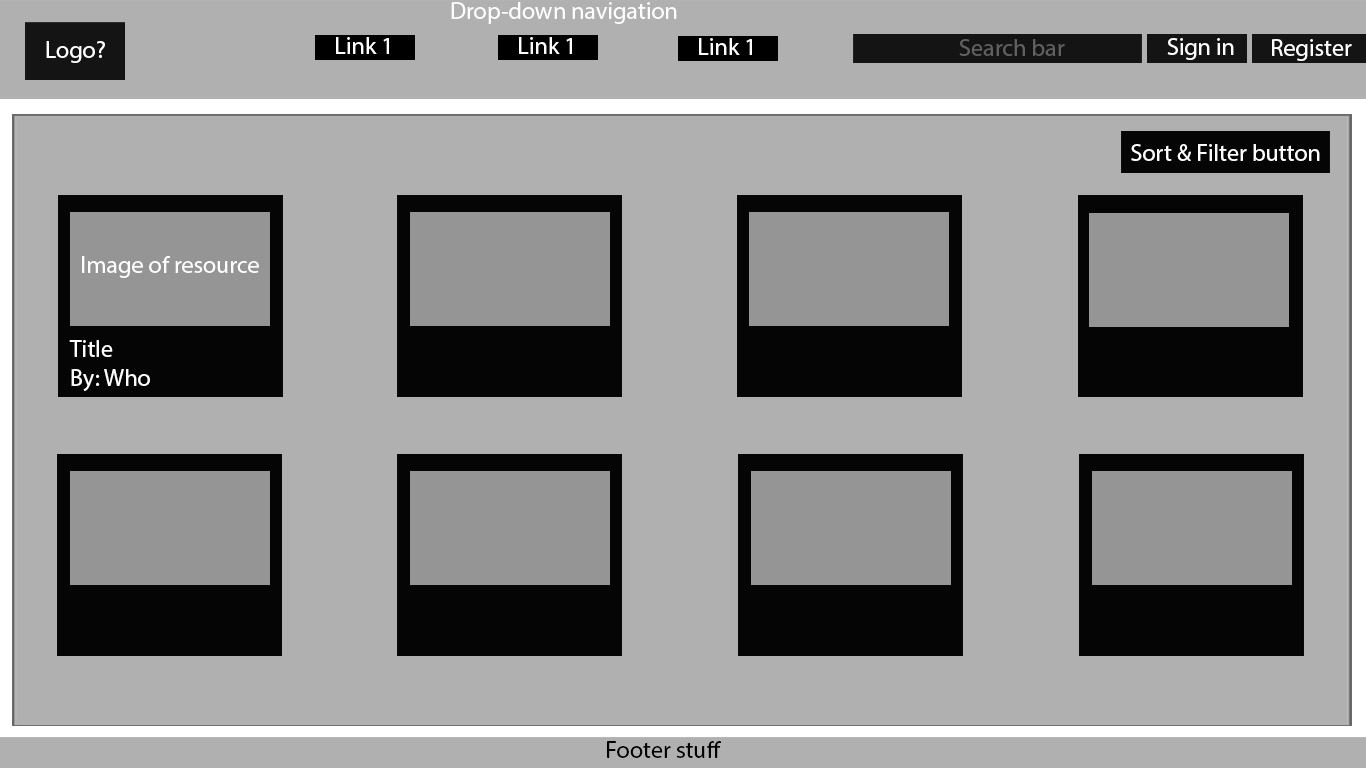 Drop-down navigation
Logo?
Link 1
Link 1
Link 1
Search bar
Sign in
Register
Sort & Filter button
Image of resource
Title
By: Who
Footer stuff